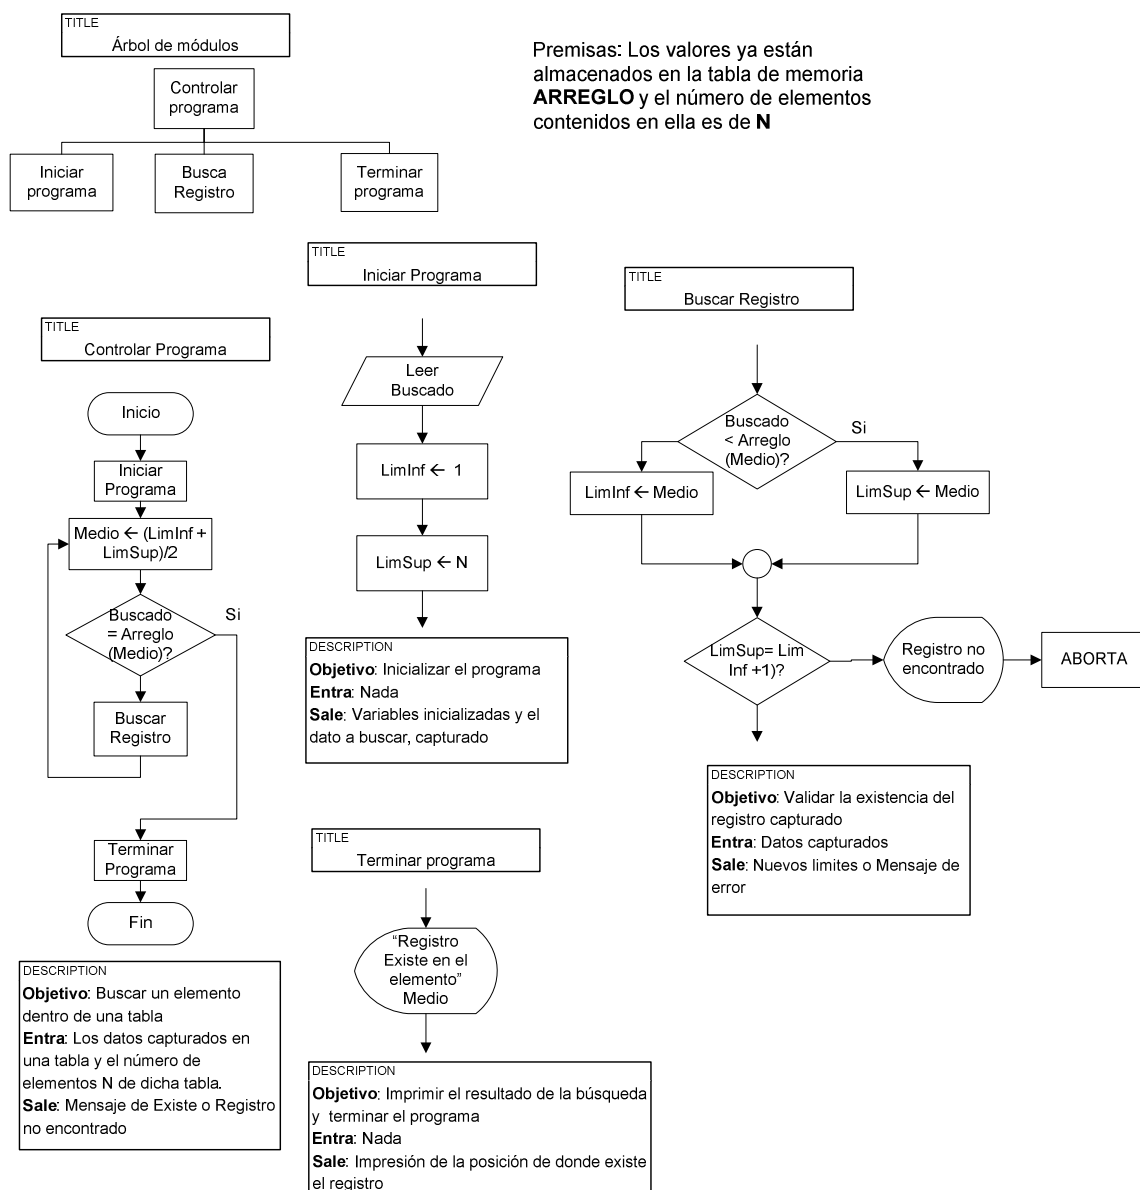 TITLE
Árbol de módulos
Controlar
programa
Iniciar
programa
Busca
Registro
Terminar
programa
Premisas: Los valores ya están
almacenados en la tabla de memoria
ARREGLO y el número de elementos
contenidos en ella es de N
TITLE
Controlar Programa
Inicio
Iniciar
Programa
Medio ← (LimInf +
LimSup)/2
Buscado
= Arreglo
(Medio)?
Si
Buscar
Registro
Terminar
Programa
Fin
DESCRIPTION
Objetivo: Buscar un elemento
dentro de una tabla
Entra: Los datos capturados en
una tabla y el número de
elementos N de dicha tabla.
Sale: Mensaje de Existe o Registro
no encontrado
TITLE
Iniciar Programa
Leer
Buscado
LimInf ← 1
LimSup ← N
DESCRIPTION
Objetivo: Inicializar el programa
Entra: Nada
Sale: Variables inicializadas y el
dato a buscar, capturado
TITLE
Terminar programa
“Registro
Existe en el
elemento”
Medio
DESCRIPTION
Objetivo: Imprimir el resultado de la búsqueda
y terminar el programa
Entra: Nada
Sale: Impresión de la posición de donde existe
el registro
TITLE
Buscar Registro
Buscado
< Arreglo
(Medio)?
Si
LimInf ← Medio
LimSup ← Medio
LimSup= Lim
Inf +1)?
Registro no
encontrado
ABORTA
DESCRIPTION
Objetivo: Validar la existencia del
registro capturado
Entra: Datos capturados
Sale: Nuevos limites o Mensaje de
error